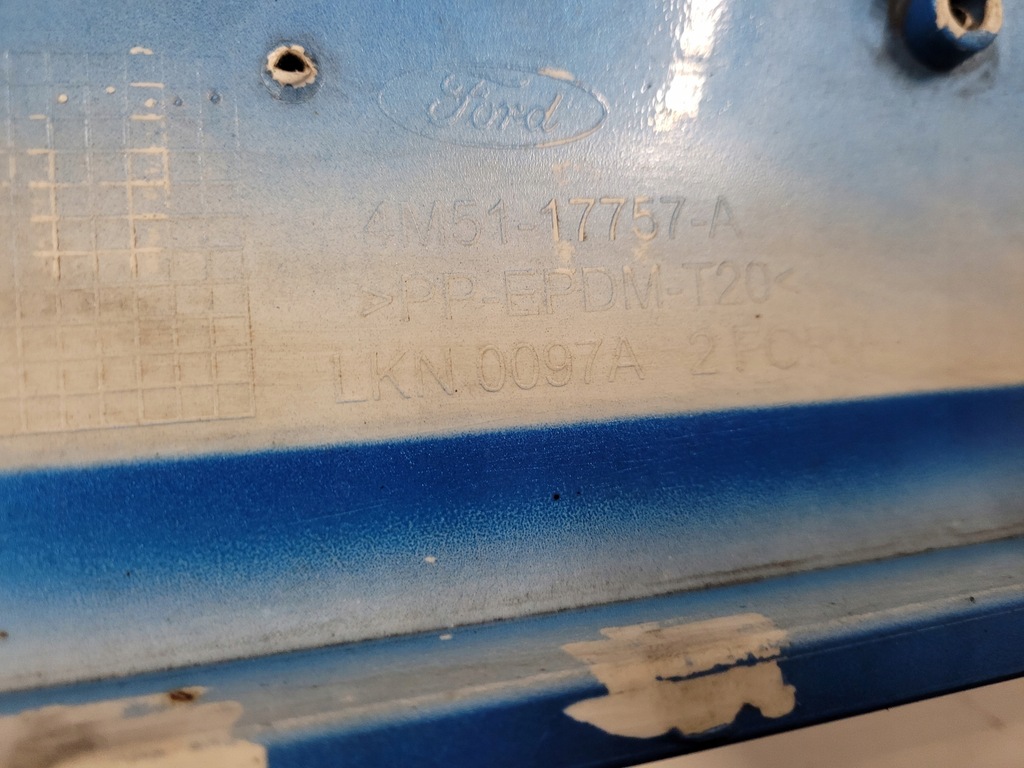 Ford
4M51-17757-A
>PP-EPDM-T20<
LKN.0097A